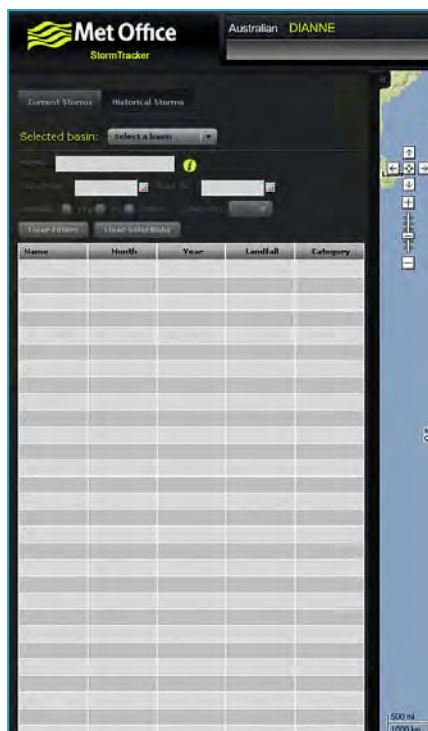 Met Office
StormTracker
Australian DIANNE
Current Storms Historical Storms
Selected basin: Select a basin
Clear Filters Clear Selections
Name Month Year Landfall Category
500 mi
1000 km